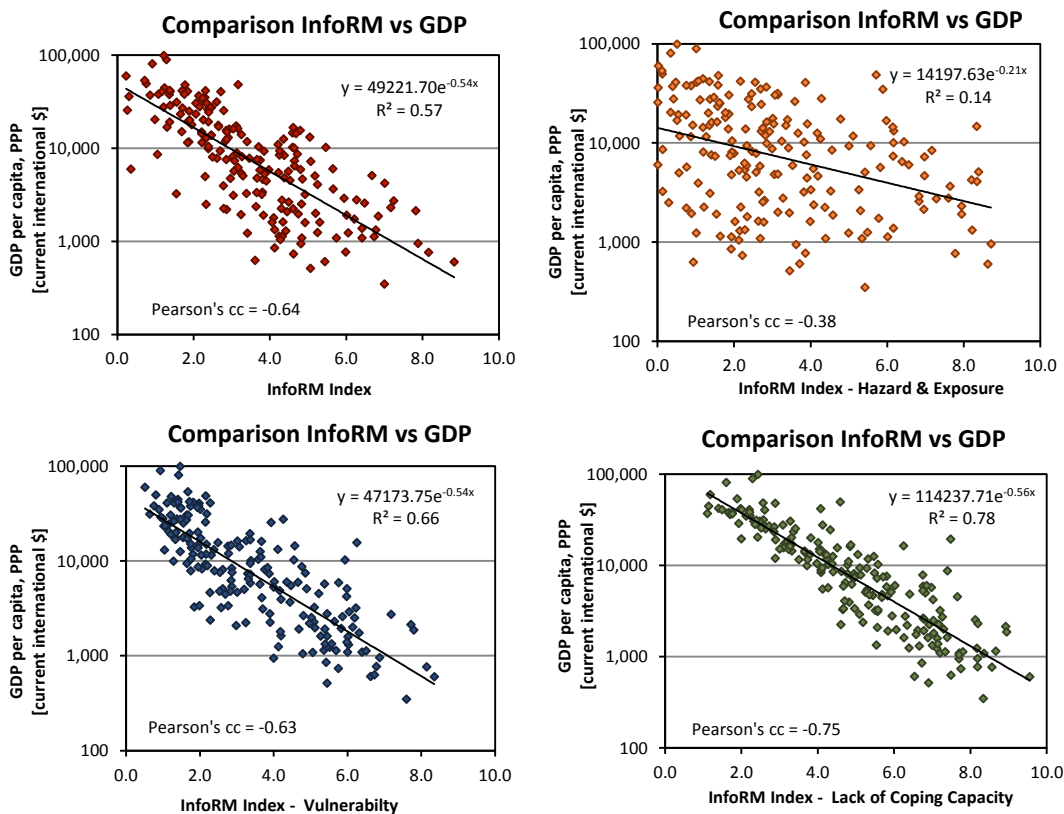 Comparison InfoRM vs GDP
GDP per capita, PPP
[current international $]
100,000
10,000
1,000
100
y = 49221.70e-0.54x
R² = 0.57
Pearson's cc = -0.64
0.0 2.0 4.0 6.0 8.0 10.0
InfoRM Index
Comparison InfoRM vs GDP
GDP per capita, PPP
[current international $]
100,000
10,000
1,000
100
y = 14197.63e-0.21x
R² = 0.14
Pearson's cc = -0.38
0.0 2.0 4.0 6.0 8.0 10.0
InfoRM Index - Hazard & Exposure
Comparison InfoRM vs GDP
GDP per capita, PPP
[current international $]
100,000
10,000
1,000
100
y = 47173.75e-0.54x
R² = 0.66
Pearson's cc = -0.63
0.0 2.0 4.0 6.0 8.0 10.0
InfoRM Index - Vulnerabilty
Comparison InfoRM vs GDP
GDP per capita, PPP
[current international $]
100,000
10,000
1,000
100
y = 114237.71e-0.56x
R² = 0.78
Pearson's cc = -0.75
0.0 2.0 4.0 6.0 8.0 10.0
InfoRM Index - Lack of Coping Capacity